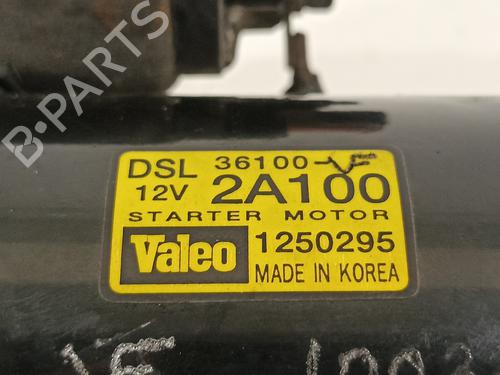 B-PARTS
DSL 36100
12V 2A100
STARTER MOTOR
Valeo 1250295
MADE IN KOREA